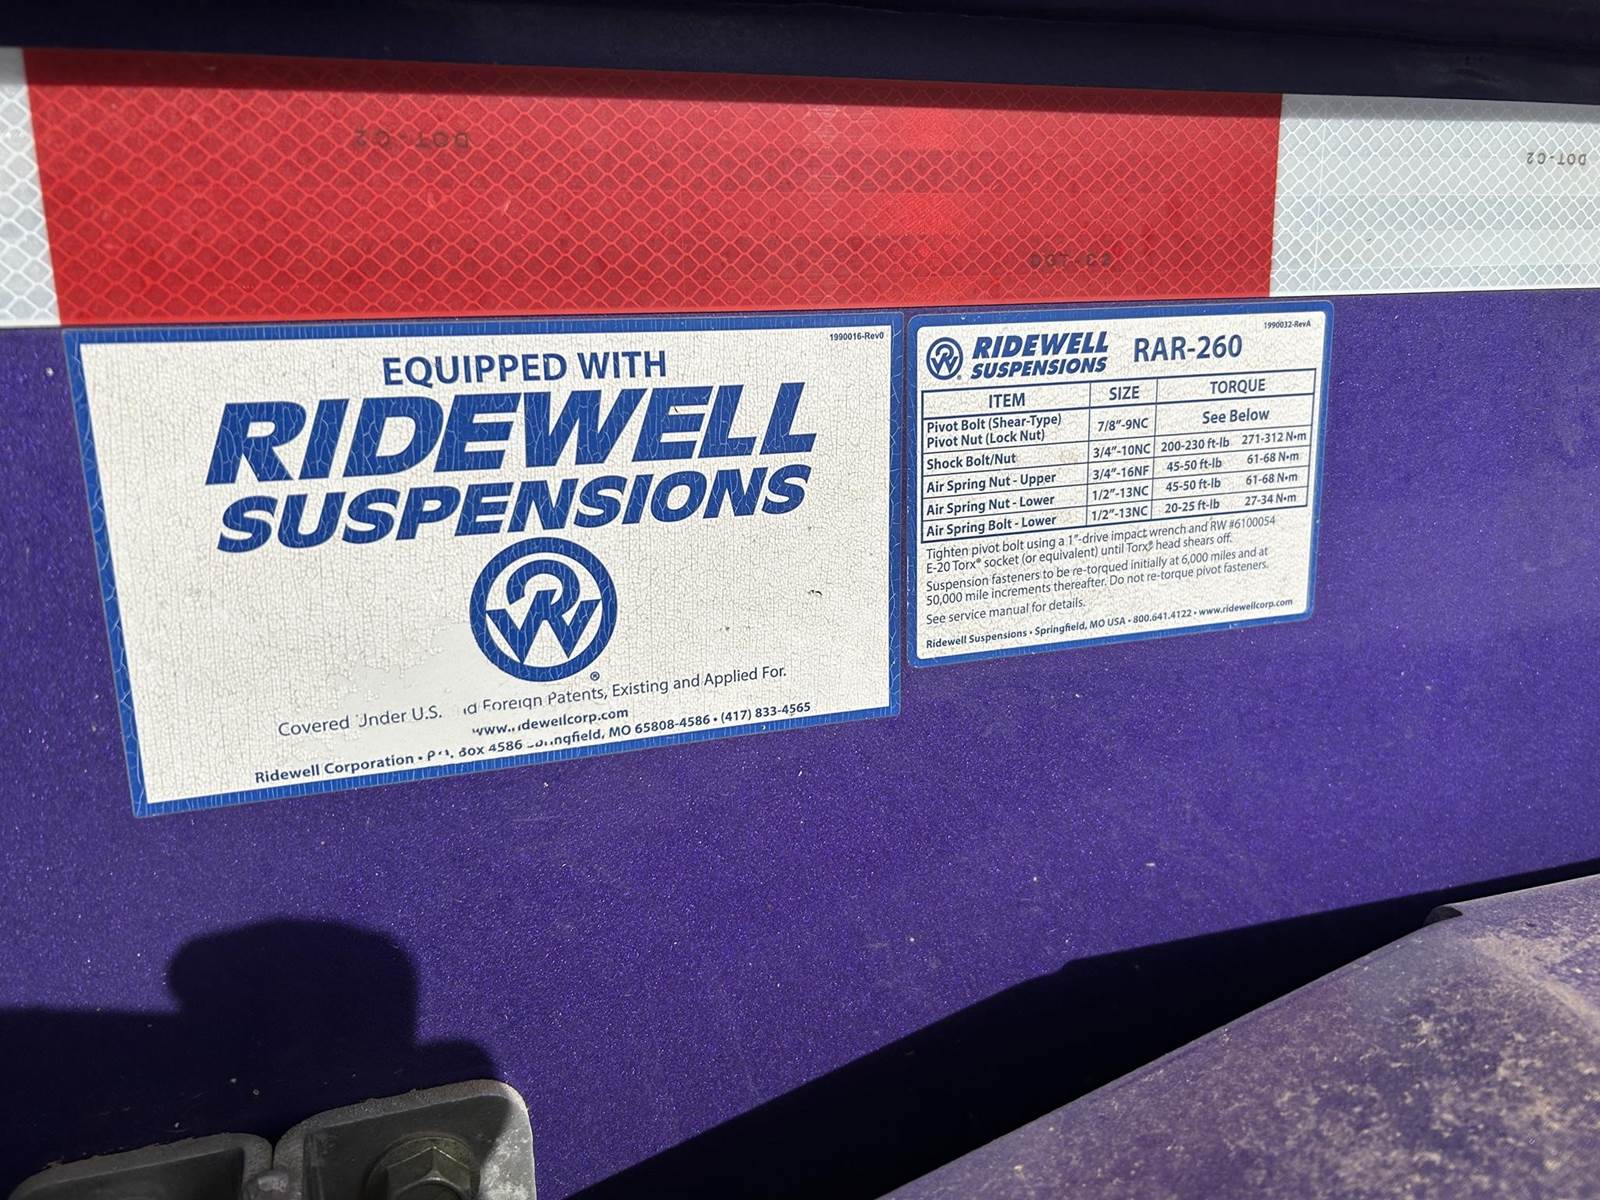 DOT-C2
DOT-C2
DOT-C2
1990016-Rev0
EQUIPPED WITH
RIDEWELL
SUSPENSIONS
RW
®
Covered Under U.S. Foreign Patents, Existing and Applied For.
Ridewell Corporation • Box 4586 MO 65808-4586 • (417) 833-4565
1990032-RevA
RW
RIDEWELL RAR-260
SUSPENSIONS
ITEM SIZE TORQUE
Pivot Bolt (Shear-Type)
Pivot Nut (Lock Nut) 7/8"-9NC See Below
Shock Bolt/Nut 3/4"-10NC 200-230 ft-lb 271-312 N•m
Air Spring Nut - Upper 3/4"-16NF 45-50 ft-lb 61-68 N•m
Air Spring Nut - Lower 1/2"-13NC 45-50 ft-lb 61-68 N•m
Air Spring Bolt - Lower 1/2"-13NC 20-25 ft-lb 27-34 N•m
Tighten pivot bolt using a 1"-drive impact wrench and RW #6100054
E-20 Torx® socket (or equivalent) until Torx® head shears off.
Suspension fasteners to be re-torqued initially at 6,000 miles and at
50,000 mile increments thereafter. Do not re-torque pivot fasteners.
See service manual for details.
Ridewell Suspensions • Springfield, MO USA • 800.641.4122 • www.ridewellcorp.com